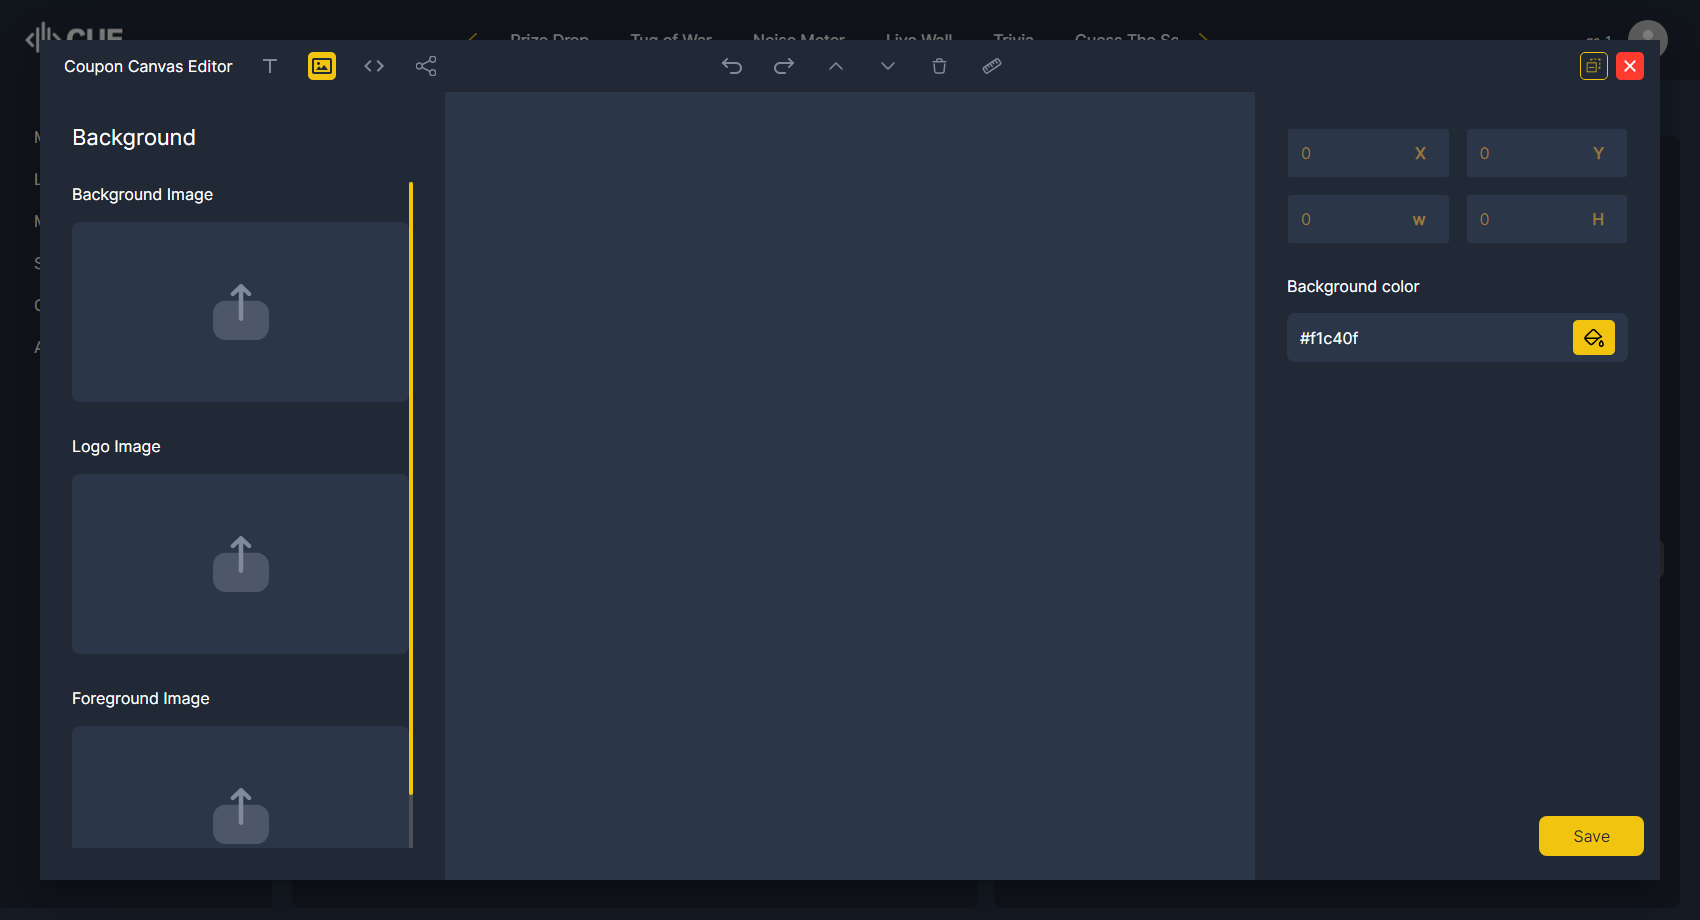 Coupon Canvas Editor
Background
Background Image
Logo Image
Foreground Image
0 X
0 Y
0 w
0 H
Background color
#f1c40f
Save
CUE
Prize Drop
Tug of War
Noise Meter
Live Wall
Trivia
Guess The